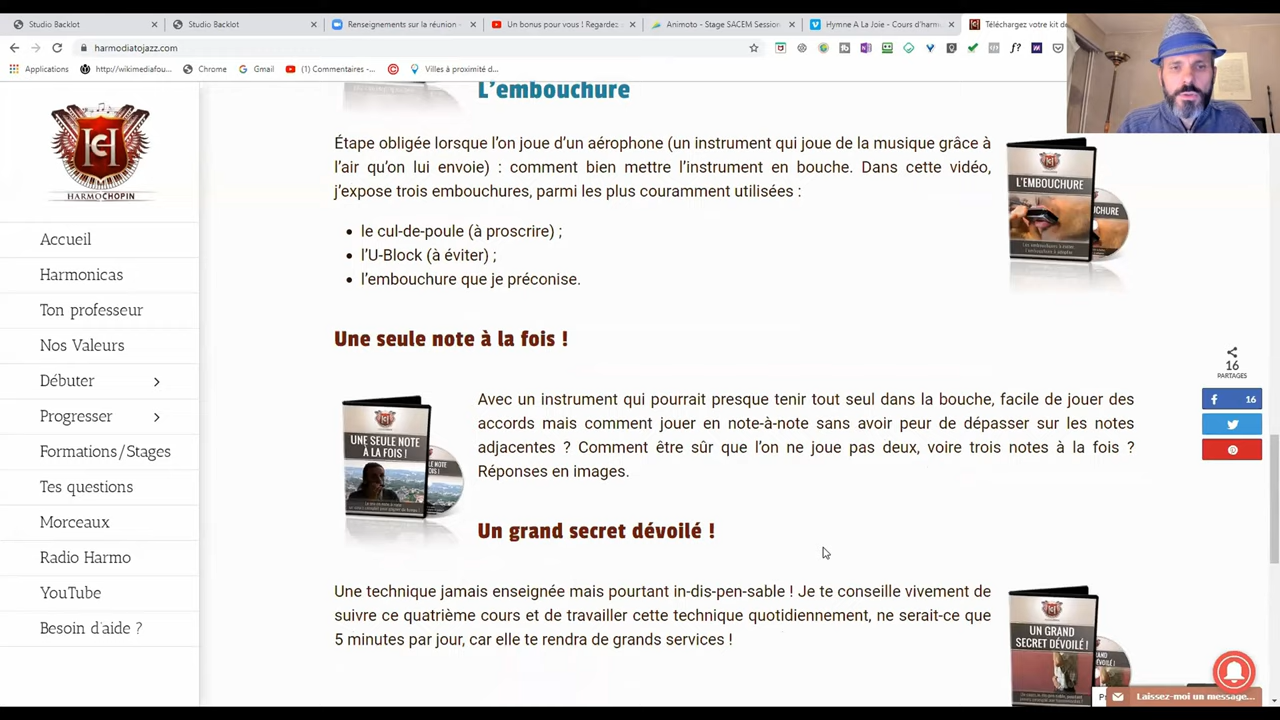 Studio Backlot
Studio Backlot
Renseignements sur la réunion -
Un bonus pour vous ! Regardez
Animoto - Stage SACEM Session
Hymne A La Joie - Cours d'harm
Téléchargez votre kit de
harmodiatojazz.com
Applications
http://wikimediafou...
Chrome
Gmail
(1) Commentaires -...
Villes à proximité d...
HARMOCHOPIN
Accueil
Harmonicas
Ton professeur
Nos Valeurs
Débuter
Progresser
Formations/Stages
Tes questions
Morceaux
Radio Harmo
YouTube
Besoin d'aide ?
L'embouchure
Étape obligée lorsque l'on joue d'un aérophone (un instrument qui joue de la musique grâce à
l'air qu'on lui envoie) : comment bien mettre l'instrument en bouche. Dans cette vidéo,
j'expose trois embouchures, parmi les plus couramment utilisées :
• le cul-de-poule (à proscrire) ;
• l'U-Block (à éviter) ;
• l'embouchure que je préconise.
L'EMBOUCHURE
Une seule note à la fois !
UNE SEULE NOTE
À LA FOIS !
Avec un instrument qui pourrait presque tenir tout seul dans la bouche, facile de jouer des
accords mais comment jouer en note-à-note sans avoir peur de dépasser sur les notes
adjacentes ? Comment être sûr que l'on ne joue pas deux, voire trois notes à la fois ?
Réponses en images.
Un grand secret dévoilé !
Une technique jamais enseignée mais pourtant in-dis-pen-sable ! Je te conseille vivement de
suivre ce quatrième cours et de travailler cette technique quotidiennement, ne serait-ce que
5 minutes par jour, car elle te rendra de grands services !
UN GRAND
SECRET DÉVOILÉ !
16
PARTAGES
16
Laissez-moi un message...